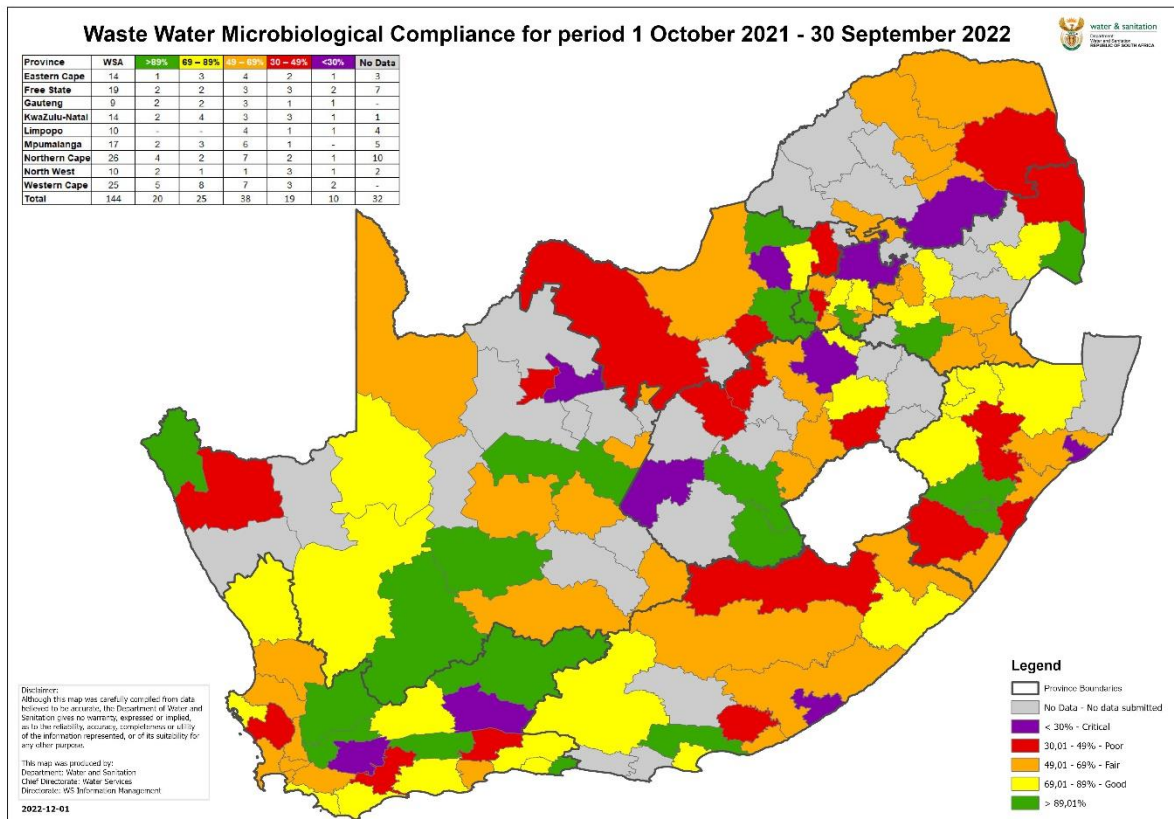 Waste Water Microbiological Compliance for period 1 October 2021 - 30 September 2022
water & sanitation
Department:
Water and Sanitation
REPUBLIC OF SOUTH AFRICA
Province WSA >89% 69 – 89% 49 – 69% 30 – 49% <30% No Data
Eastern Cape 14 1 3 4 2 1 3
Free State 19 2 2 3 3 2 7
Gauteng 9 2 2 3 1 1 -
KwaZulu-Natal 14 2 4 3 3 1 1
Limpopo 10 - - 4 1 1 4
Mpumalanga 17 2 3 6 1 - 5
Northern Cape 26 4 2 7 2 1 10
North West 10 2 1 1 3 1 2
Western Cape 25 5 8 7 3 2 -
Total 144 20 25 38 19 10 32
Disclaimer:
Although this map was carefully compiled from data
believed to be accurate, the Department of Water and
Sanitation gives no warranty, expressed or implied,
as to the reliability, accuracy, completeness or utility
of the information represented, or of its suitability for
any other purpose.
This map was produced by:
Department: Water and Sanitation
Chief Directorate: Water Services
Directorate: WS Information Management
2022-12-01
Legend
Province Boundaries
No Data - No data submitted
< 30% - Critical
30,01 - 49% - Poor
49,01 - 69% - Fair
69,01 - 89% - Good
> 89,01%